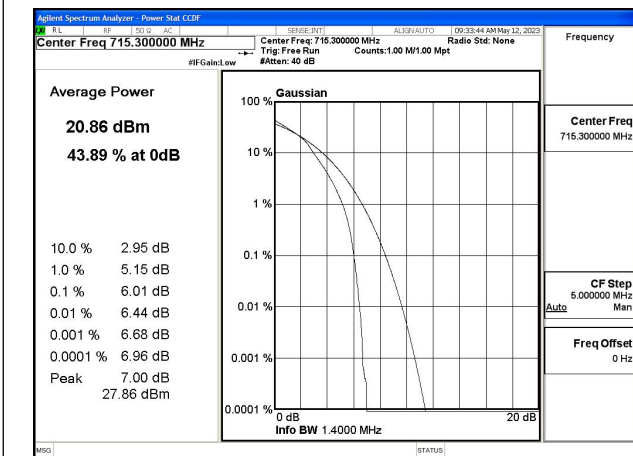 Agilent Spectrum Analyzer - Power Stat CCDF
LXI RL RF 50 Ω AC SENSE:INT ALIGN AUTO 09:33:44 AM May 12, 2023
Center Freq 715.300000 MHz
Center Freq: 715.300000 MHz Radio Std: None
Trig: Free Run Counts:1.00 M/1.00 Mpt
#IFGain:Low #Atten: 40 dB
Frequency
Average Power
20.86 dBm
43.89 % at 0dB
10.0 % 2.95 dB
1.0 % 5.15 dB
0.1 % 6.01 dB
0.01 % 6.44 dB
0.001 % 6.68 dB
0.0001 % 6.96 dB
Peak 7.00 dB
27.86 dBm
Gaussian
100 %
10 %
1 %
0.1 %
0.01 %
0.001 %
0.0001 %
0 dB 20 dB
Info BW 1.4000 MHz
Center Freq
715.300000 MHz
CF Step
5.000000 MHz
Auto Man
Freq Offset
0 Hz
MSG STATUS